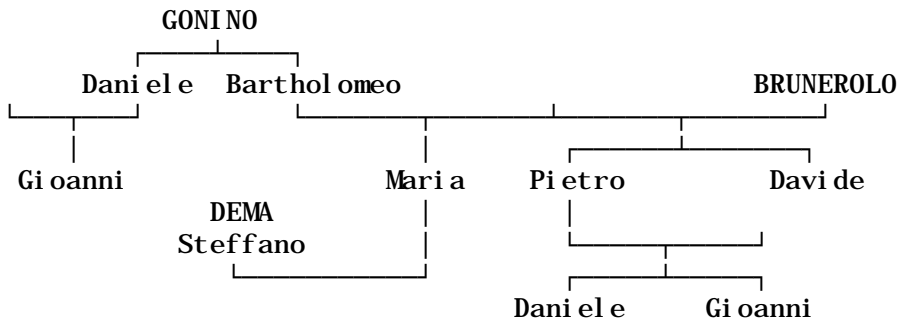 GONINO
Daniele Bartholomeo BRUNEROLO
Gioanni Maria Pietro Davide
DEMA
Steffano
Daniele Gioanni